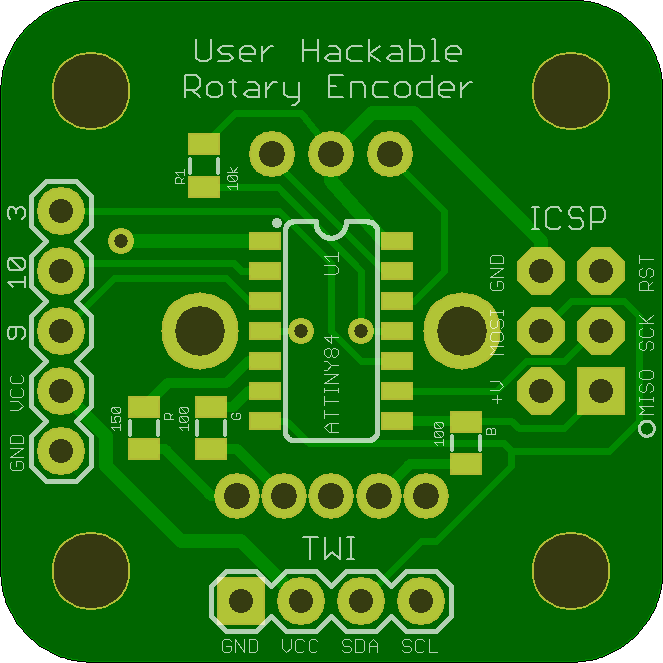 User Hackable
Rotary Encoder
R1
10k
3
10
9
VCC
GND
U1
ATTINY84
ICSP
GND
MOSI
+V
RST
SCK
MISO
150
R
100
G
100
B
TWI
GND VCC SDA SCL